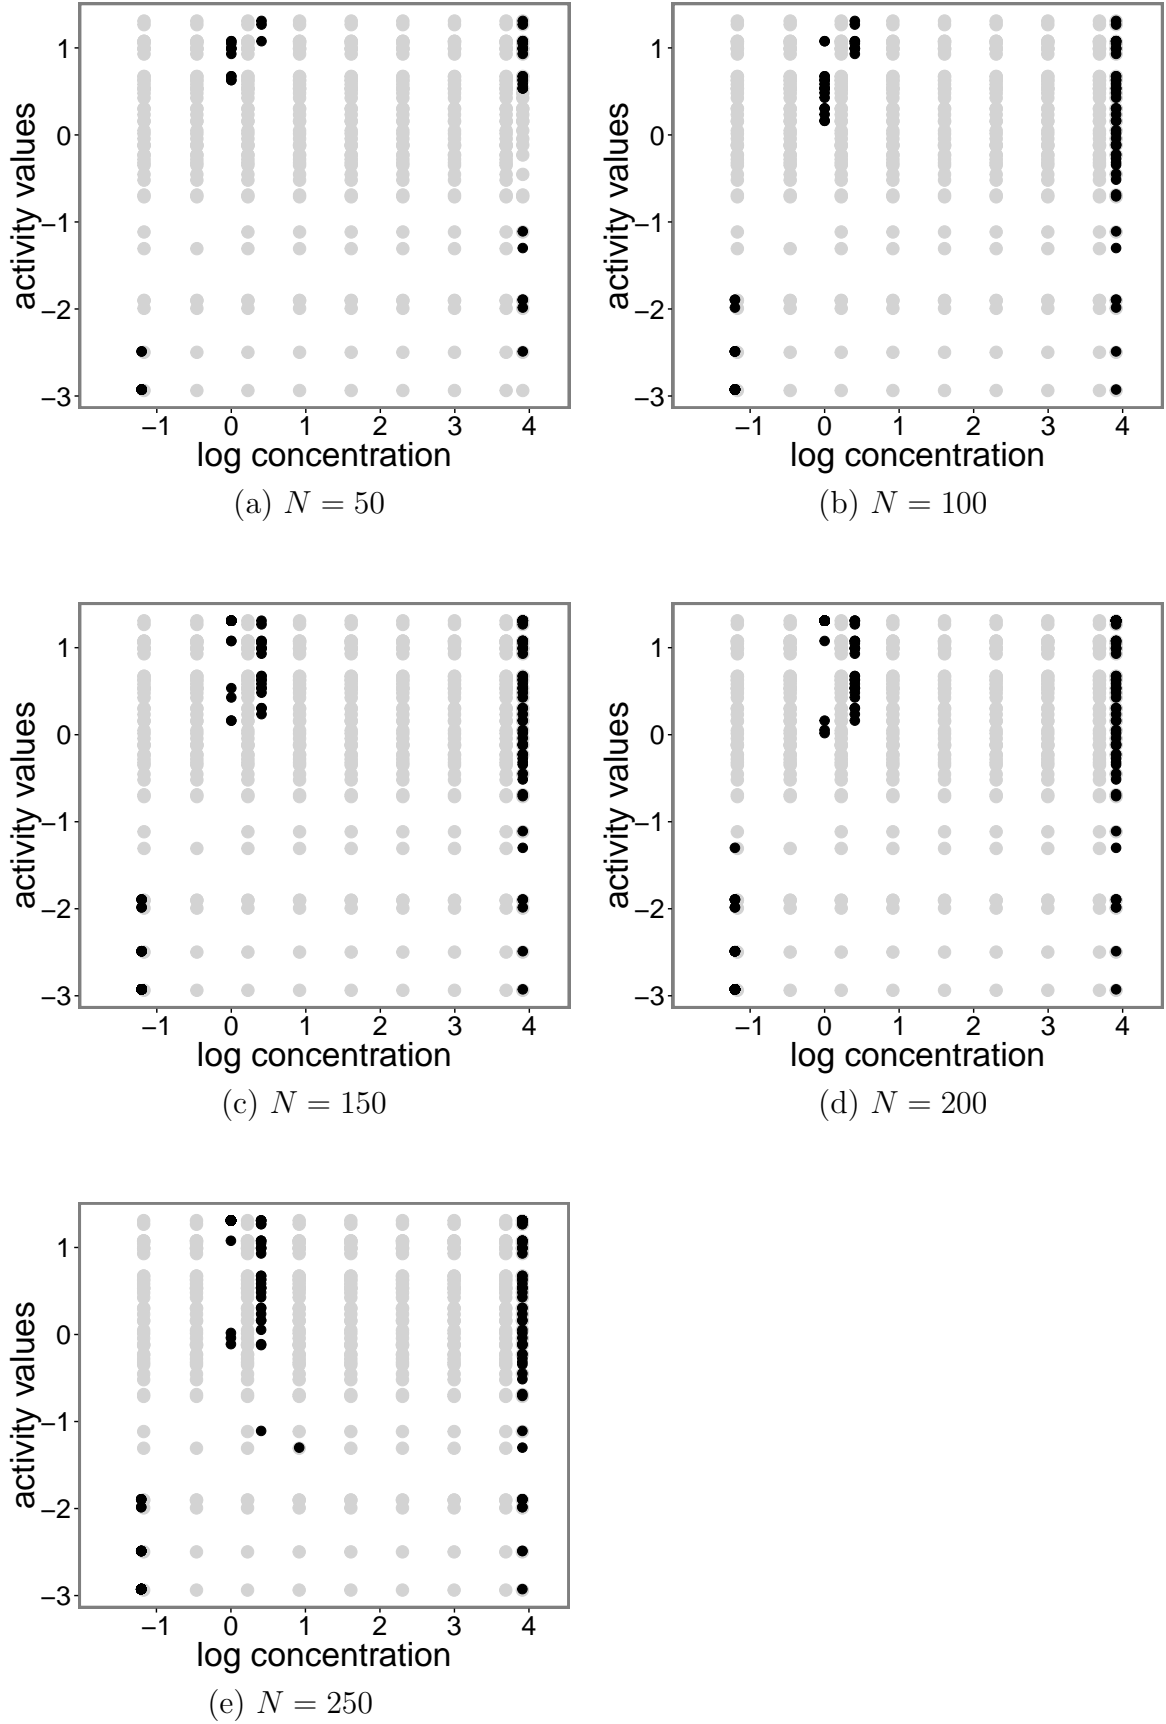 1
0
−1
−2
−3
activity values
−1 0 1 2 3 4
log concentration
(a) N = 50
1
0
−1
−2
−3
activity values
−1 0 1 2 3 4
log concentration
(b) N = 100
1
0
−1
−2
−3
activity values
−1 0 1 2 3 4
log concentration
(c) N = 150
1
0
−1
−2
−3
activity values
−1 0 1 2 3 4
log concentration
(d) N = 200
1
0
−1
−2
−3
activity values
−1 0 1 2 3 4
log concentration
(e) N = 250